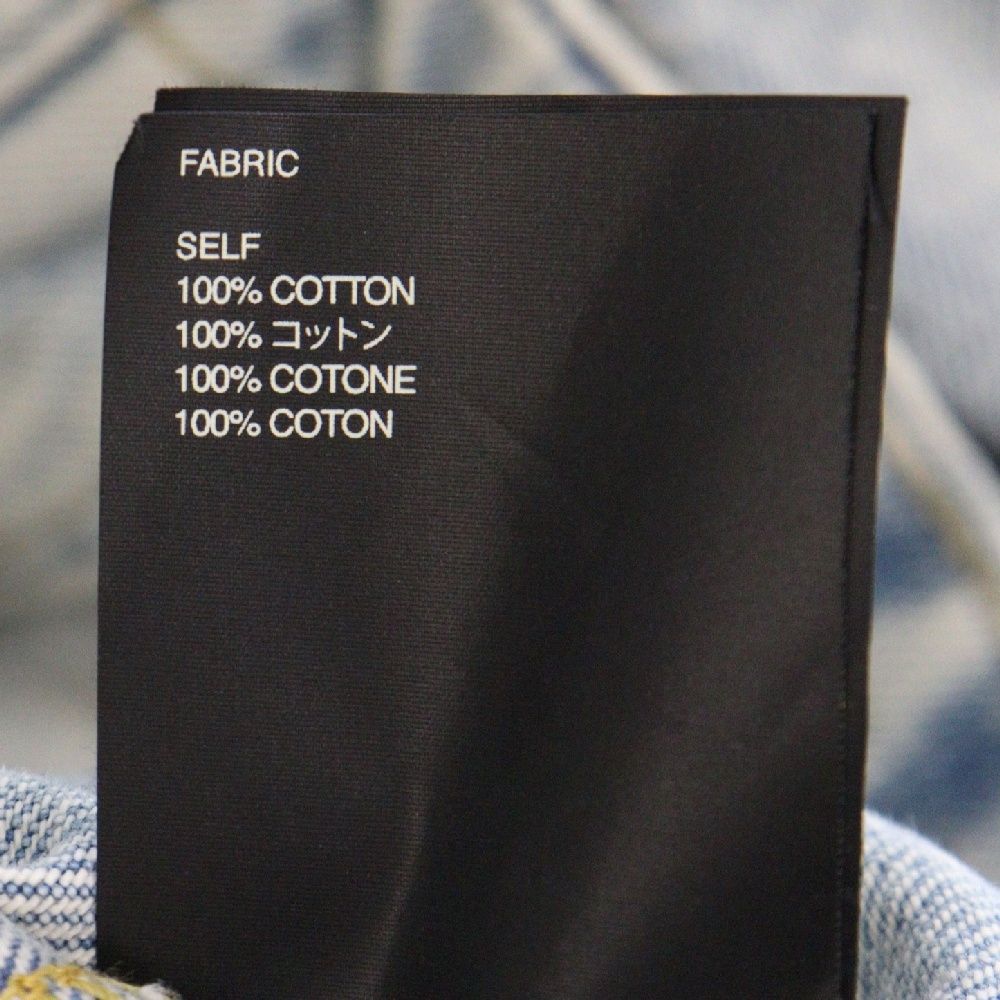 FABRIC
SELF
100% COTTON
100% コットン
100% COTONE
100% COTON